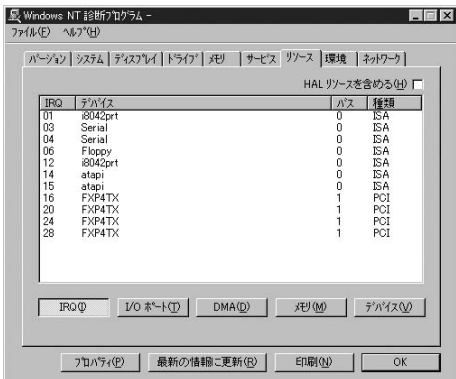 Windows NT 診断ﾌﾟﾛｸﾞﾗﾑ -
ﾌｧｲﾙ(F) ﾍﾙﾌﾟ(H)
ﾊﾞｰｼﾞｮﾝ ｼｽﾃﾑ ﾃﾞｨｽﾌﾟﾚｲ ﾄﾞﾗｲﾌﾞ ﾒﾓﾘ ｻｰﾋﾞｽ ﾘｿｰｽ 環境 ﾈｯﾄﾜｰｸ
HAL ﾘｿｰｽを含める(H)
IRQ ﾃﾞﾊﾞｲｽ ﾊﾞｽ 種類
01 i8042prt 0 ISA
03 Serial 0 ISA
04 Serial 0 ISA
06 Floppy 0 ISA
12 i8042prt 0 ISA
14 atapi 0 ISA
15 atapi 0 ISA
16 FXP4TX 1 PCI
20 FXP4TX 1 PCI
24 FXP4TX 1 PCI
28 FXP4TX 1 PCI
IRQ(I) I/O ﾎﾟｰﾄ(T) DMA(D) ﾒﾓﾘ(M) ﾃﾞﾊﾞｲｽ(V)
ﾌﾟﾛﾊﾟﾃｨ(P) 最新の情報に更新(R) 印刷(N) OK